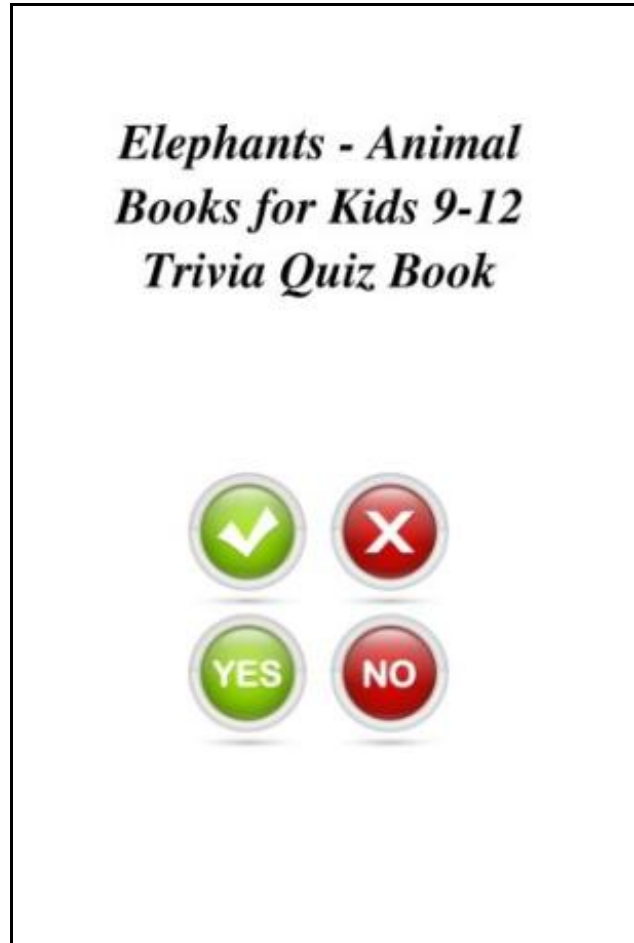 Elephants - Animal
Books for Kids 9-12
Trivia Quiz Book
X
YES NO